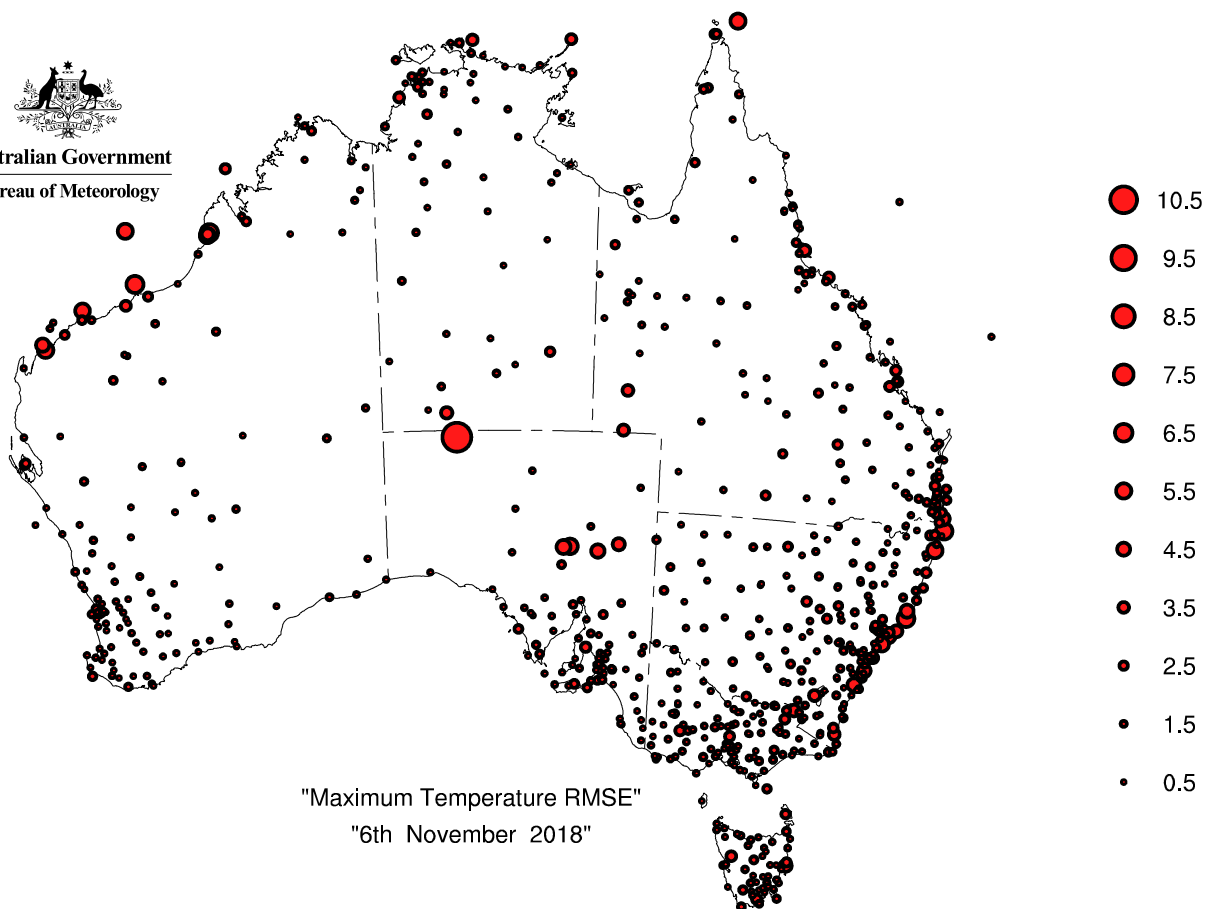 AUSTRALIA
tralian Government
reau of Meteorology
10.5
9.5
8.5
7.5
6.5
5.5
4.5
3.5
2.5
1.5
0.5
"Maximum Temperature RMSE"
"6th November 2018"